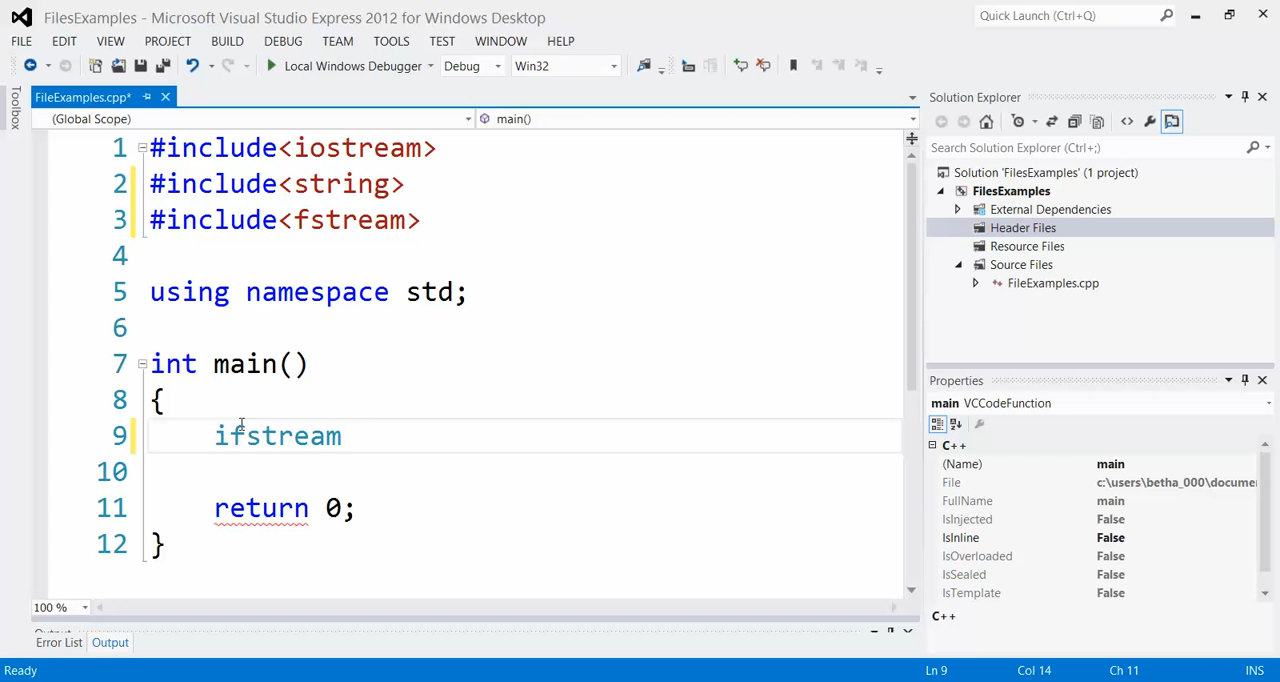 FilesExamples - Microsoft Visual Studio Express 2012 for Windows Desktop
Quick Launch (Ctrl+Q)
FILE EDIT VIEW PROJECT BUILD DEBUG TEAM TOOLS TEST WINDOW HELP
Local Windows Debugger Debug Win32
Toolbox
FileExamples.cpp*
(Global Scope) main()
1 #include<iostream>
2 #include<string>
3 #include<fstream>
4
5 using namespace std;
6
7 int main()
8 {
9 ifstream
10
11 return 0;
12 }
100 %
Error List Output
Solution Explorer
Search Solution Explorer (Ctrl+;)
Solution 'FilesExamples' (1 project)
FilesExamples
External Dependencies
Header Files
Resource Files
Source Files
FileExamples.cpp
Properties
main VCCodeFunction
C++
(Name) main
File c:\users\betha_000\docume
FullName main
IsInjected False
IsInline False
IsOverloaded False
IsSealed False
IsTemplate False
C++
Ready Ln 9 Col 14 Ch 11 INS